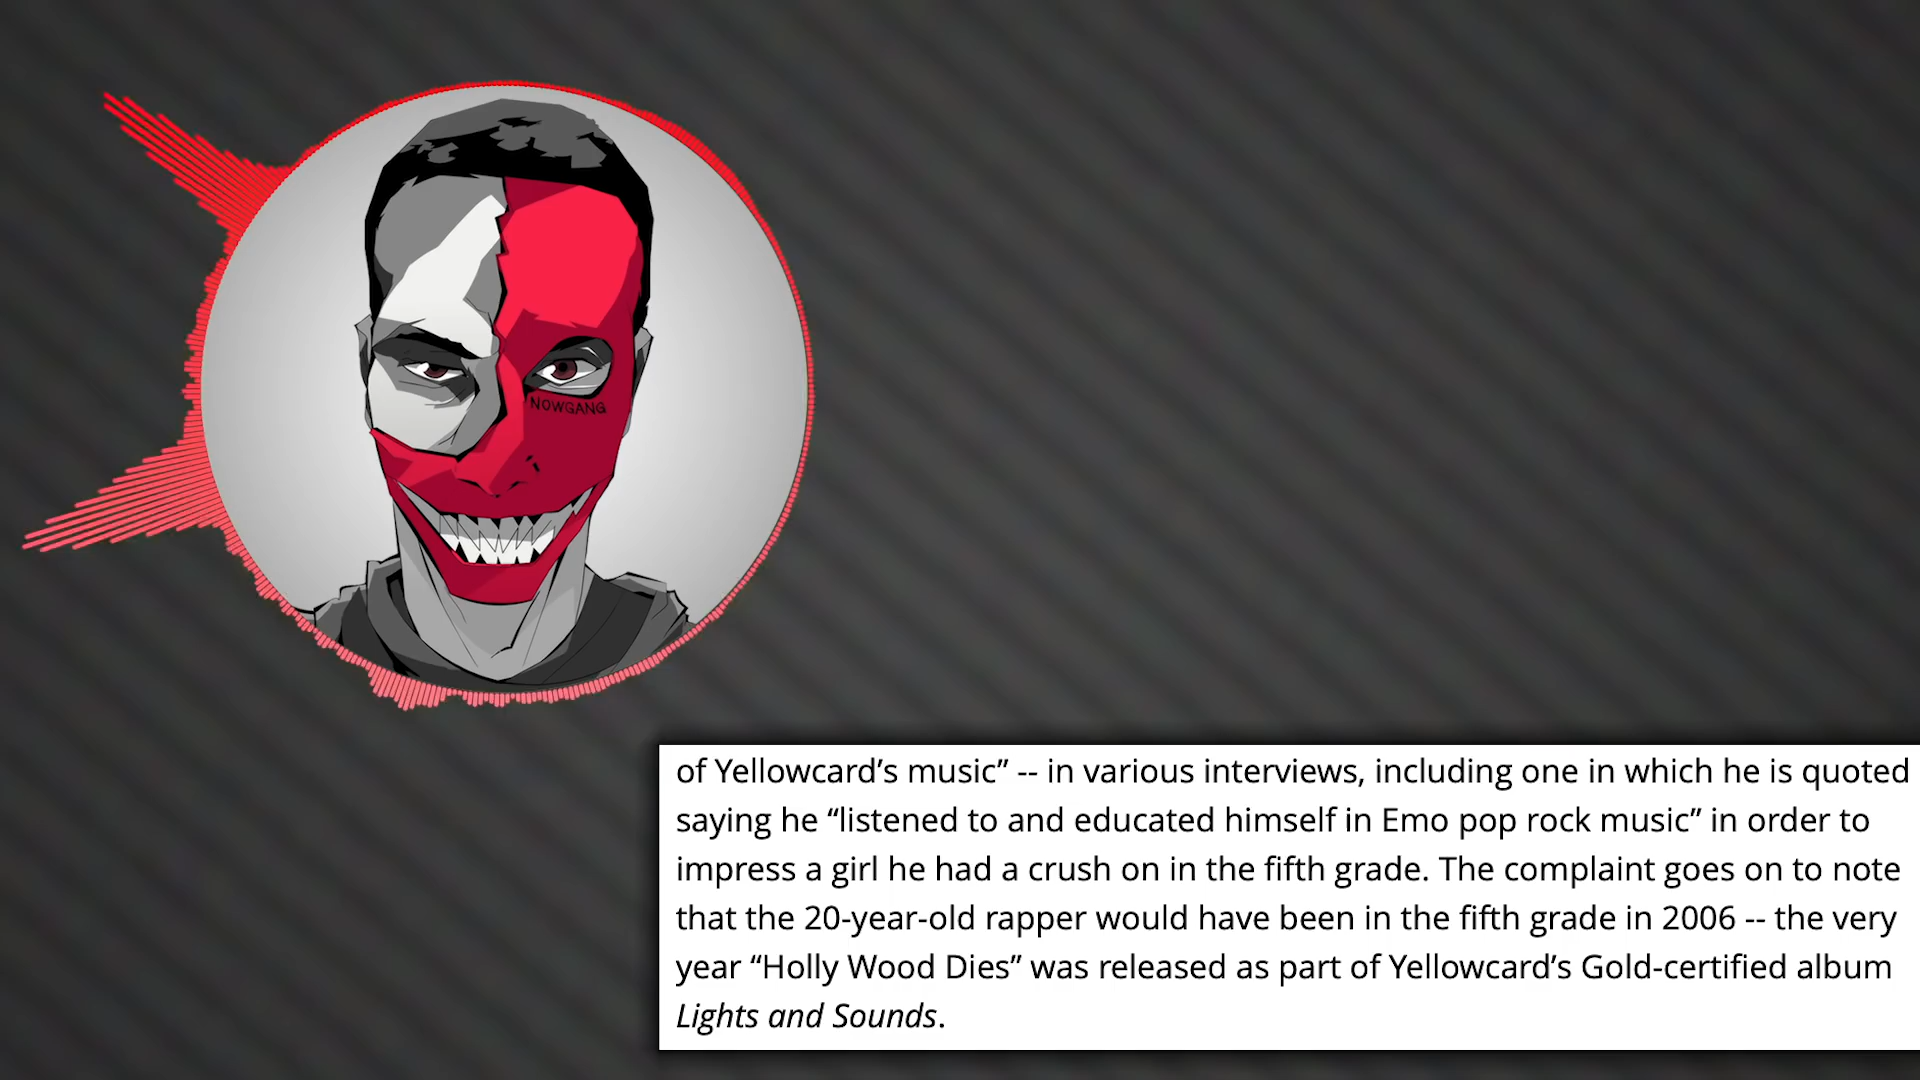 NOWGANG
of Yellowcard’s music” -- in various interviews, including one in which he is quoted
saying he “listened to and educated himself in Emo pop rock music” in order to
impress a girl he had a crush on in the fifth grade. The complaint goes on to note
that the 20-year-old rapper would have been in the fifth grade in 2006 -- the very
year “Holly Wood Dies” was released as part of Yellowcard’s Gold-certified album
Lights and Sounds.